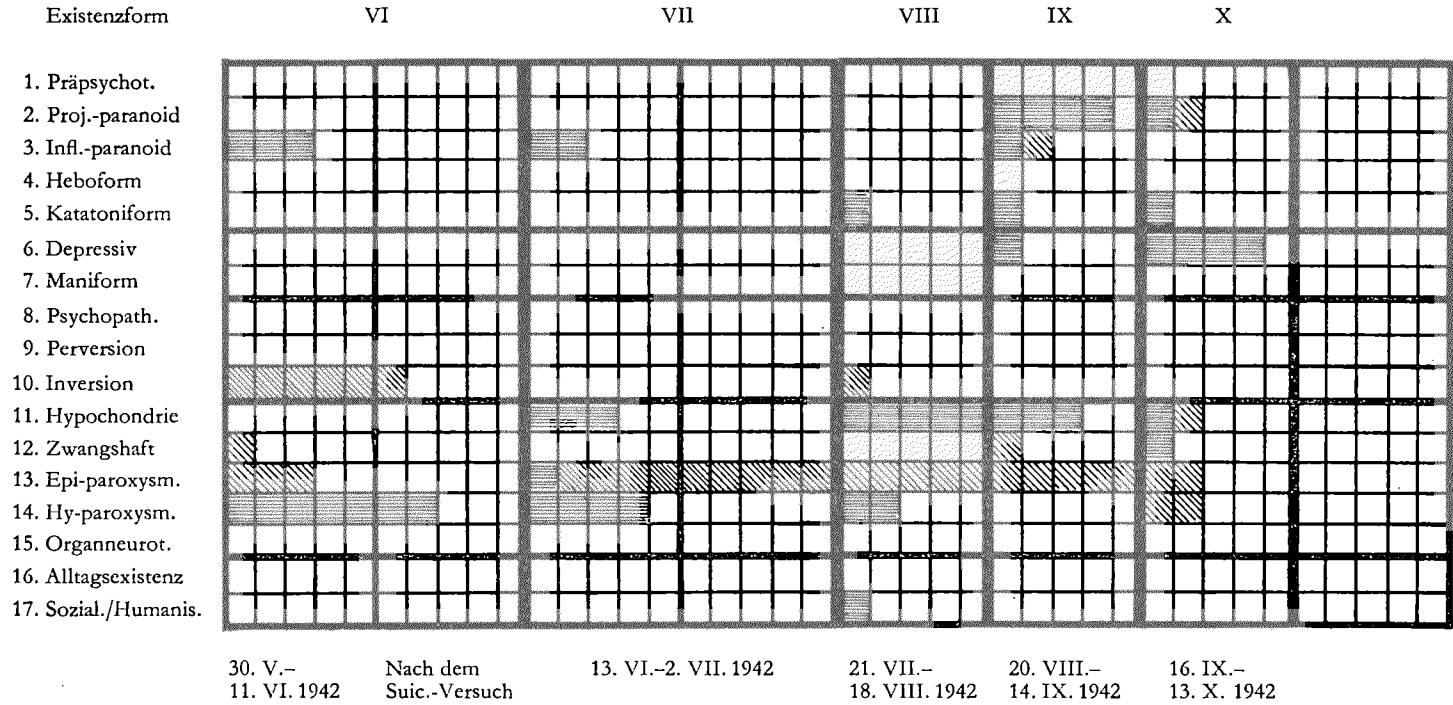 Existenzform VI VII VIII IX X
1. Präpsychot.
2. Proj.-paranoid
3. Infl.-paranoid
4. Heboform
5. Katatoniform
6. Depressiv
7. Maniform
8. Psychopath.
9. Perversion
10. Inversion
11. Hypochondrie
12. Zwangshaft
13. Epi-paroxysm.
14. Hy-paroxysm.
15. Organneurot.
16. Alltagsexistenz
17. Sozial./Humanis.
30. V.– Nach dem 13. VI.–2. VII. 1942 21. VII.– 20. VIII.– 16. IX.–
11. VI. 1942 Suic.-Versuch 18. VIII. 1942 14. IX. 1942 13. X. 1942